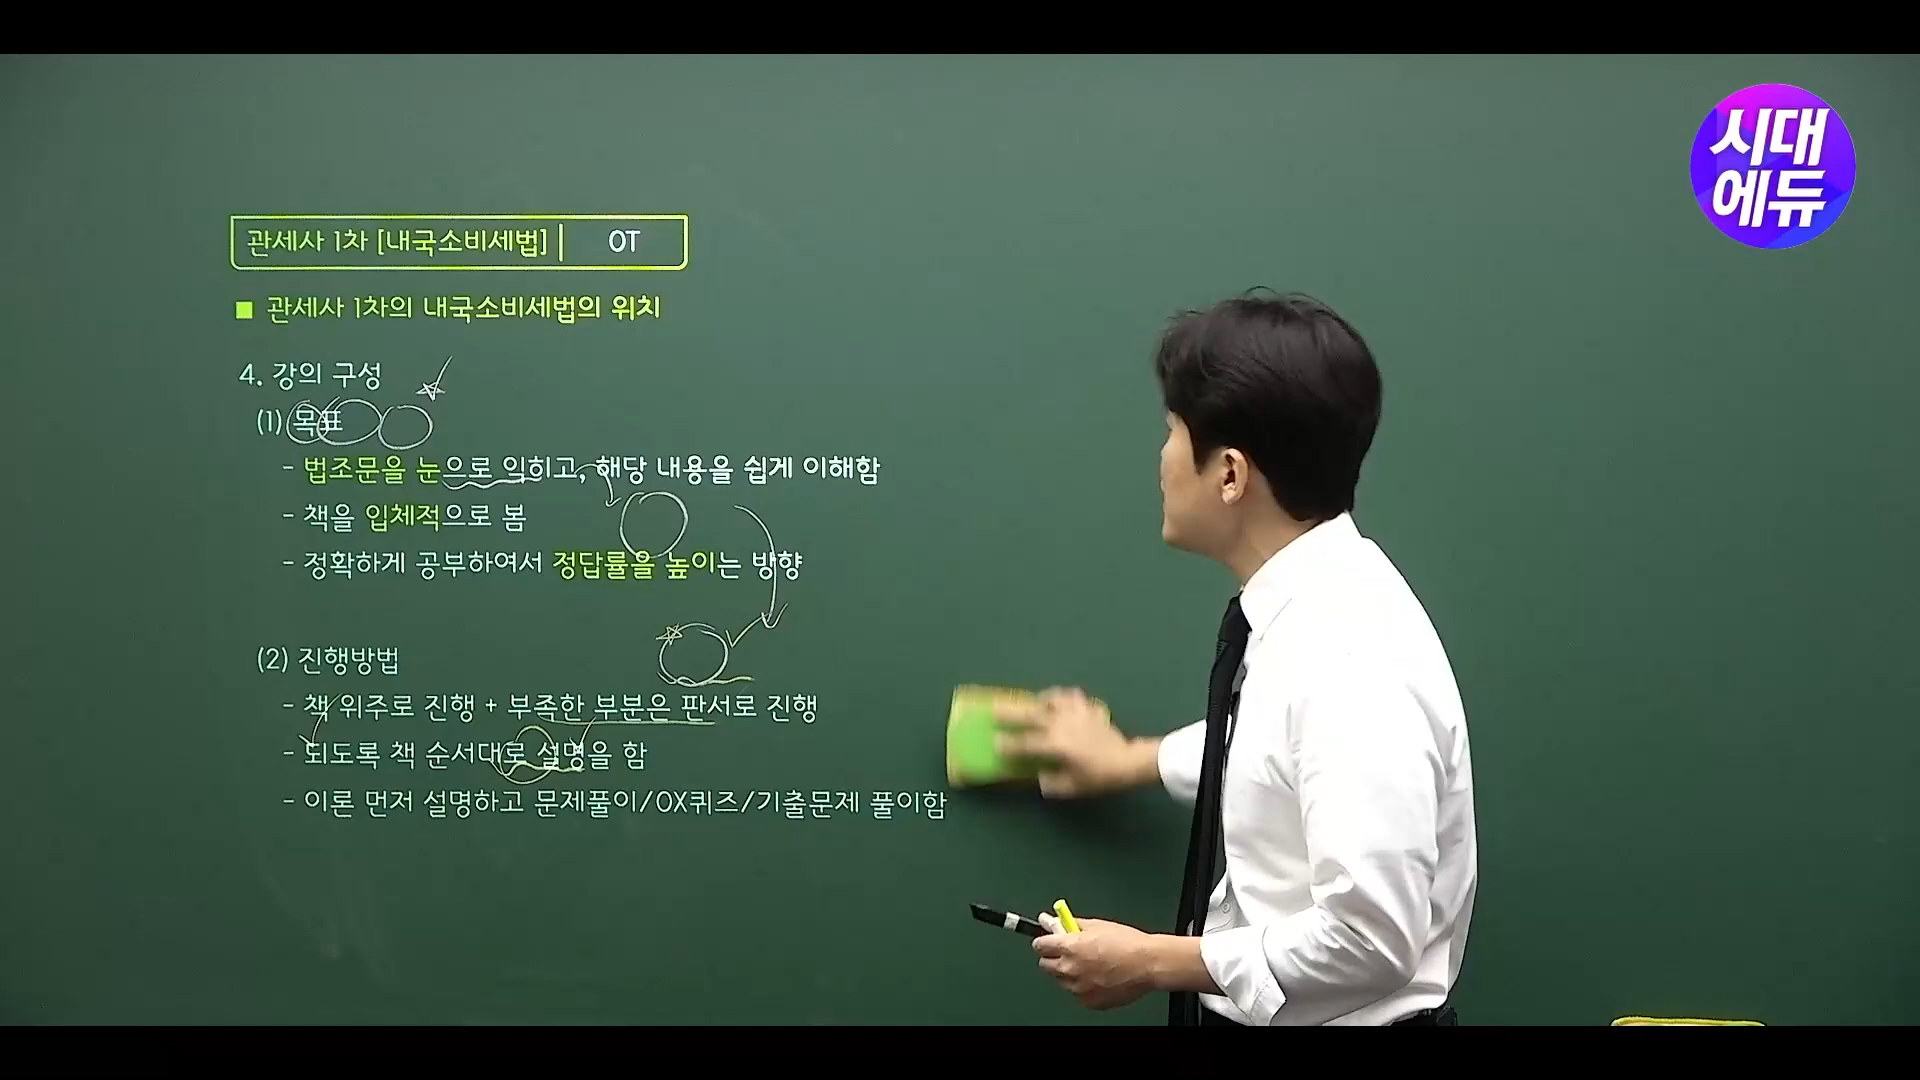 시대
에듀
관세사 1차 [내국소비세법] OT
■ 관세사 1차의 내국소비세법의 위치
4. 강의 구성
(1) 목표
- 법조문을 눈으로 익히고, 해당 내용을 쉽게 이해함
- 책을 입체적으로 봄
- 정확하게 공부하여서 정답률을 높이는 방향
(2) 진행방법
- 책 위주로 진행 + 부족한 부분은 판서로 진행
- 되도록 책 순서대로 설명을 함
- 이론 먼저 설명하고 문제풀이/OX퀴즈/기출문제 풀이함